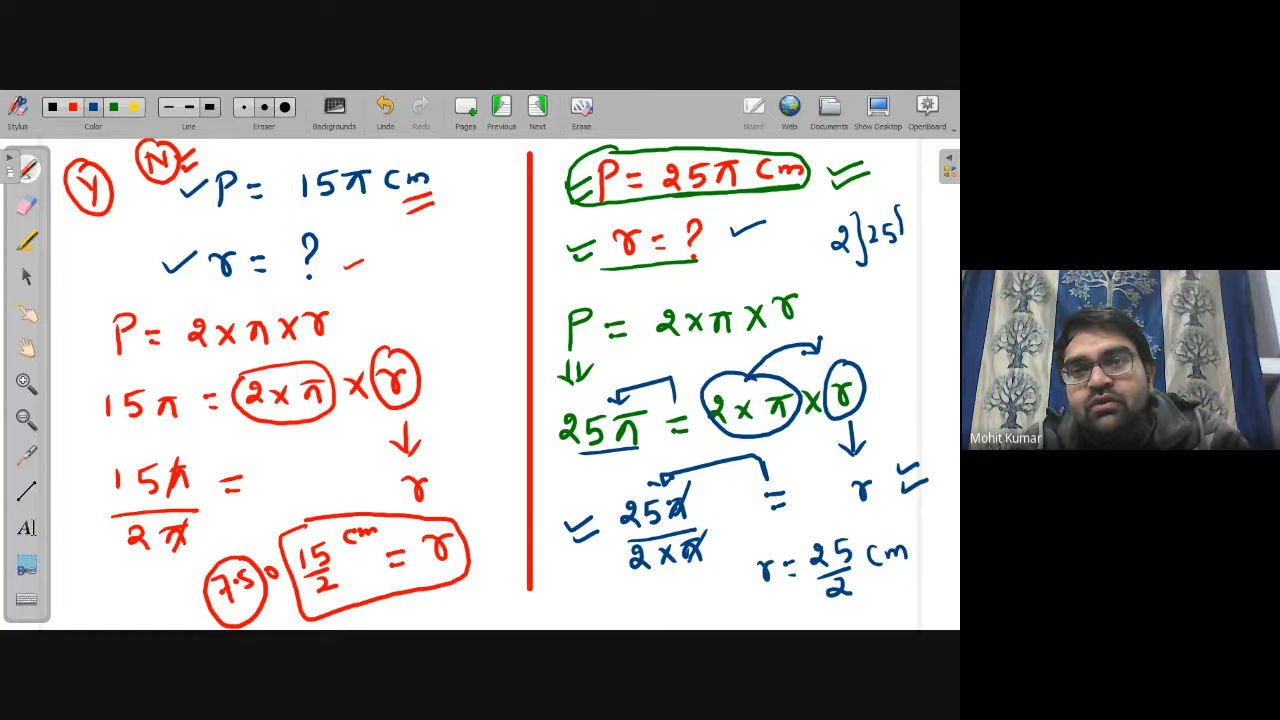 Stylus Color Line Eraser Backgrounds Undo Redo Pages Previous Next Erase Board Web Documents Show Desktop OpenBoard
Y N P = 15π cm
r = ?
P = 2 × π × r
15π = 2 × π × r
r
15π =
2π
7.5 15/2 cm = r
P = 25π cm
r = ?
2)25(
P = 2 × π × r
25π = 2 × π × r
25π = r
2 × π
r = 25/2 cm
Mohit Kumar